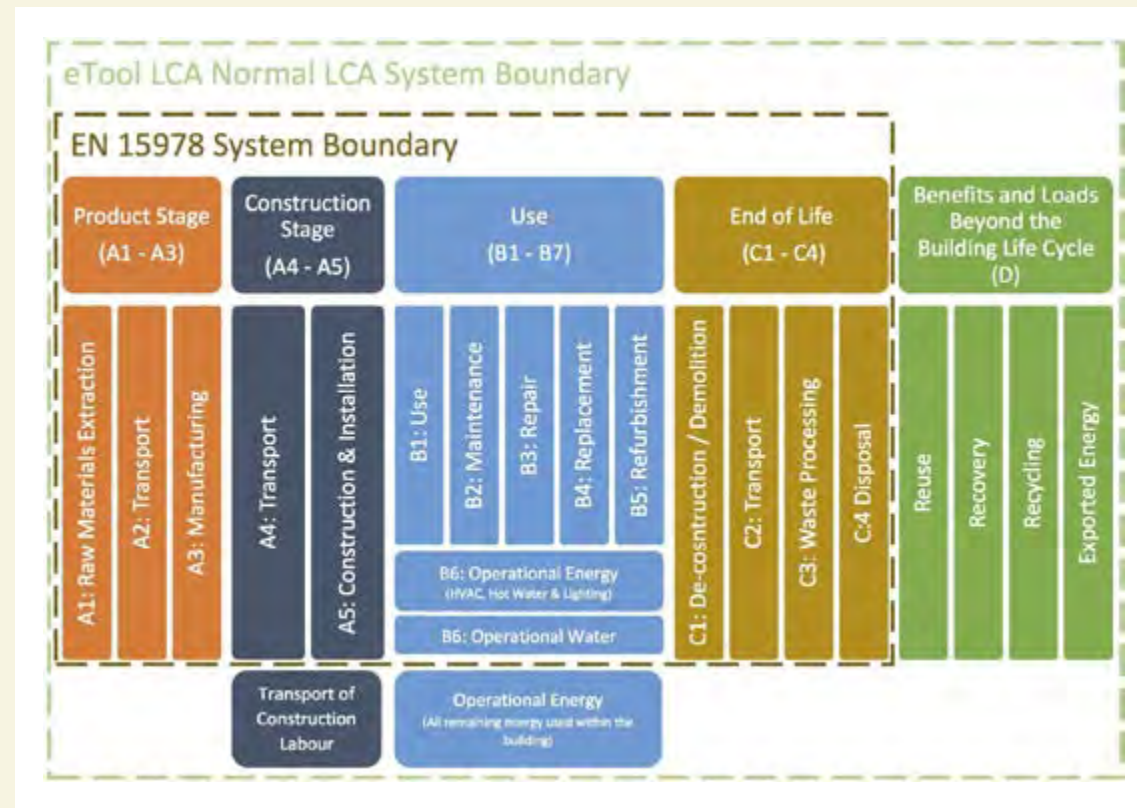 eTool LCA Normal LCA System Boundary
EN 15978 System Boundary
Product Stage
(A1 - A3)
Construction
Stage
(A4 - A5)
Use
(B1 - B7)
End of Life
(C1 - C4)
Benefits and Loads
Beyond the
Building Life Cycle
(D)
A1: Raw Materials Extraction
A2: Transport
A3: Manufacturing
A4: Transport
A5: Construction & Installation
B1: Use
B2: Maintenance
B3: Repair
B4: Replacement
B5: Refurbishment
B6: Operational Energy
(HVAC, Hot Water & Lighting)
B6: Operational Water
C1: De-cosntruction / Demolition
C2: Transport
C3: Waste Processing
C:4 Disposal
Reuse
Recovery
Recycling
Exported Energy
Transport of
Construction
Labour
Operational Energy
(All remaining energy used within the
building)